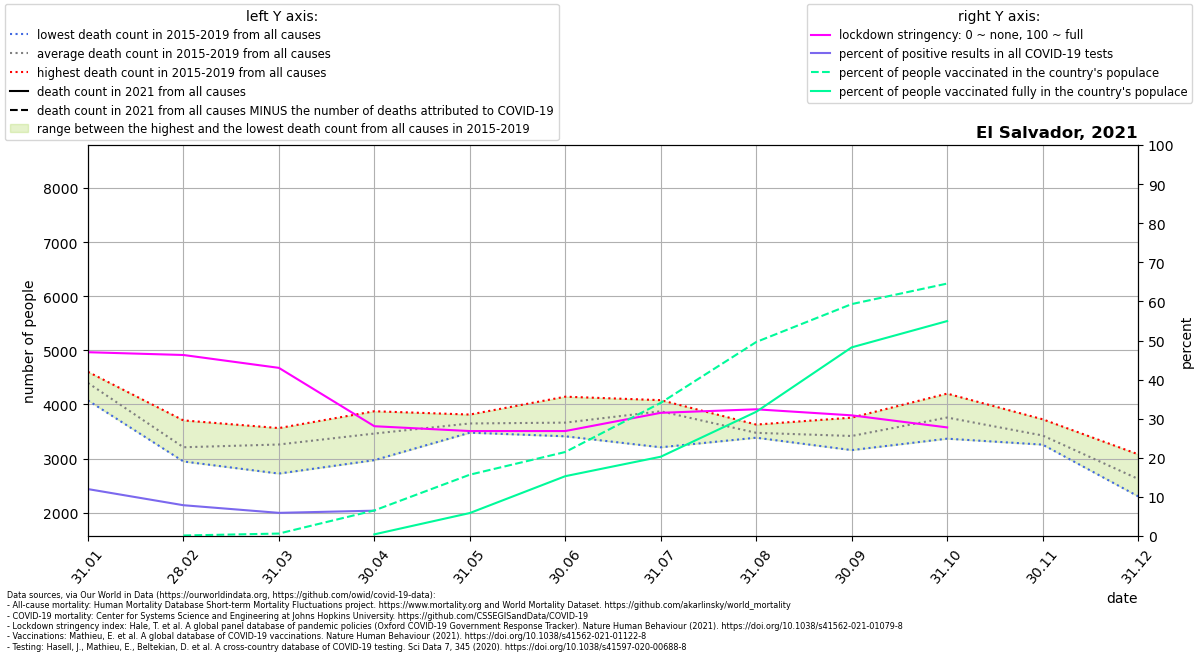 left Y axis:
lowest death count in 2015-2019 from all causes
average death count in 2015-2019 from all causes
highest death count in 2015-2019 from all causes
death count in 2021 from all causes
death count in 2021 from all causes MINUS the number of deaths attributed to COVID-19
range between the highest and the lowest death count from all causes in 2015-2019
right Y axis:
lockdown stringency: 0 ~ none, 100 ~ full
percent of positive results in all COVID-19 tests
percent of people vaccinated in the country's populace
percent of people vaccinated fully in the country's populace
El Salvador, 2021
number of people
8000
7000
6000
5000
4000
3000
2000
100
90
80
70
60
50
40
30
20
10
0
percent
31.01
28.02
31.03
30.04
31.05
30.06
31.07
31.08
30.09
31.10
30.11
31.12
date
Data sources, via Our World in Data (https://ourworldindata.org, https://github.com/owid/covid-19-data):
- All-cause mortality: Human Mortality Database Short-term Mortality Fluctuations project. https://www.mortality.org and World Mortality Dataset. https://github.com/akarlinsky/world_mortality
- COVID-19 mortality: Center for Systems Science and Engineering at Johns Hopkins University. https://github.com/CSSEGISandData/COVID-19
- Lockdown stringency index: Hale, T. et al. A global panel database of pandemic policies (Oxford COVID-19 Government Response Tracker). Nature Human Behaviour (2021). https://doi.org/10.1038/s41562-021-01079-8
- Vaccinations: Mathieu, E. et al. A global database of COVID-19 vaccinations. Nature Human Behaviour (2021). https://doi.org/10.1038/s41562-021-01122-8
- Testing: Hasell, J., Mathieu, E., Beltekian, D. et al. A cross-country database of COVID-19 testing. Sci Data 7, 345 (2020). https://doi.org/10.1038/s41597-020-00688-8